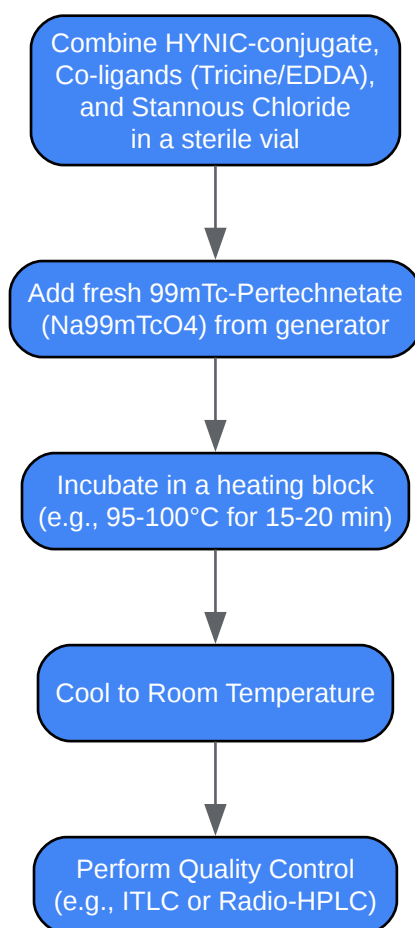 Combine HYNIC-conjugate,
Co-ligands (Tricine/EDDA),
and Stannous Chloride
in a sterile vial
Add fresh 99mTc-Pertechnetate
(Na99mTcO4) from generator
Incubate in a heating block
(e.g., 95-100°C for 15-20 min)
Cool to Room Temperature
Perform Quality Control
(e.g., ITLC or Radio-HPLC)